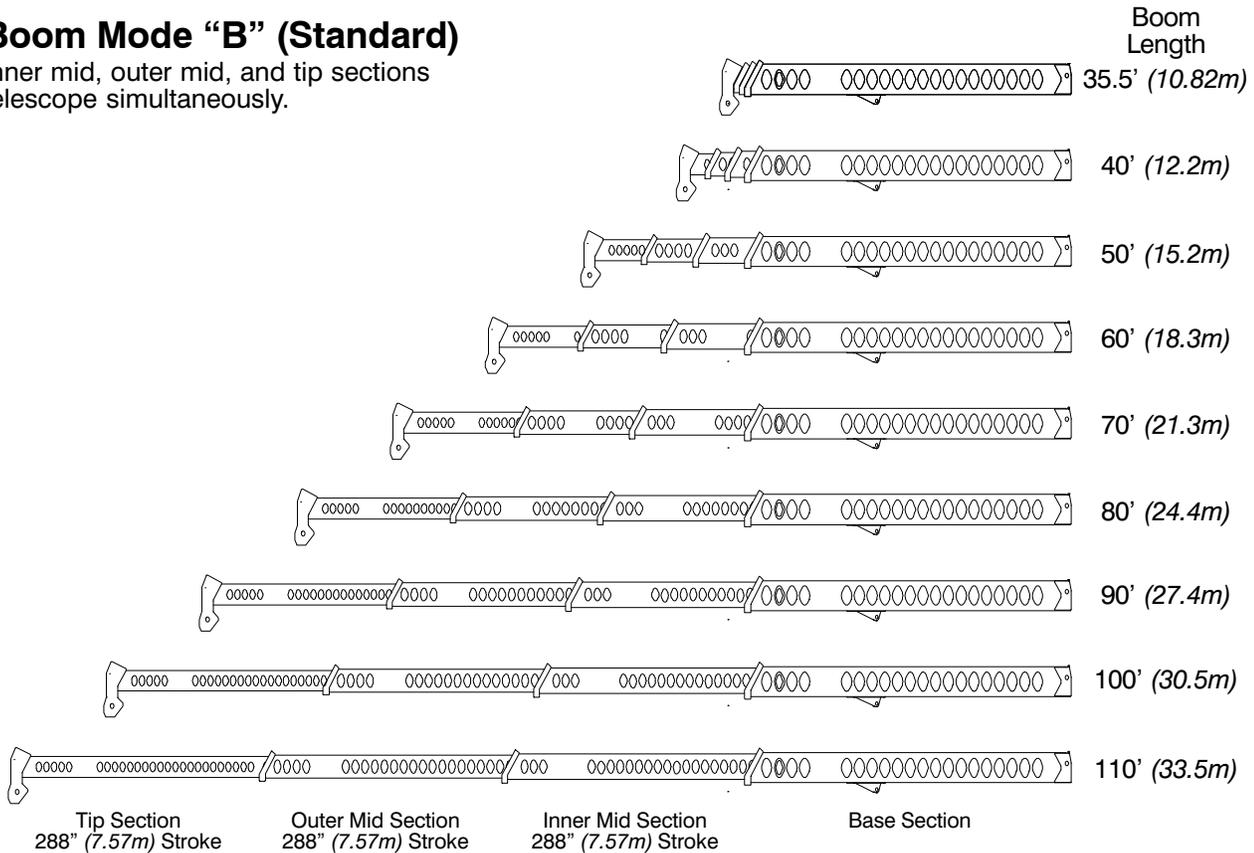 Boom Mode “B” (Standard)
nner mid, outer mid, and tip sections
elescope simultaneously.
Boom
Length
35.5’ (10.82m)
40’ (12.2m)
50’ (15.2m)
60’ (18.3m)
70’ (21.3m)
80’ (24.4m)
90’ (27.4m)
100’ (30.5m)
110’ (33.5m)
Tip Section
288” (7.57m) Stroke
Outer Mid Section
288” (7.57m) Stroke
Inner Mid Section
288” (7.57m) Stroke
Base Section